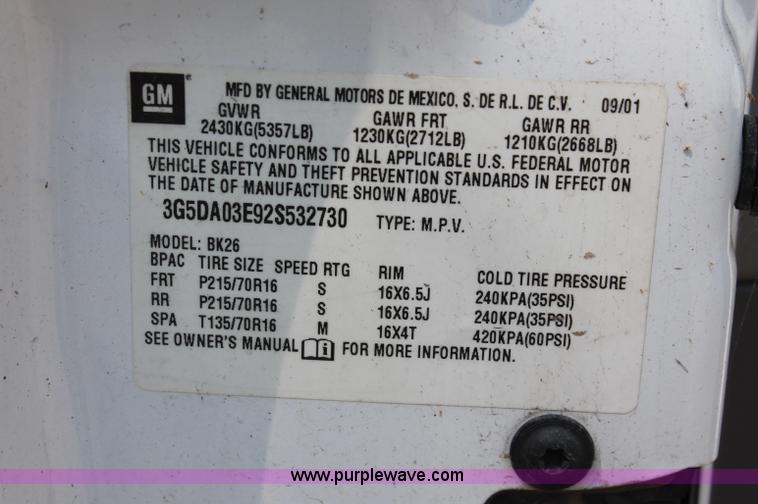 GM ®
MFD BY GENERAL MOTORS DE MEXICO, S. DE R.L. DE C.V. 09/01
GVWR GAWR FRT GAWR RR
2430KG(5357LB) 1230KG(2712LB) 1210KG(2668LB)
THIS VEHICLE CONFORMS TO ALL APPLICABLE U.S. FEDERAL MOTOR
VEHICLE SAFETY AND THEFT PREVENTION STANDARDS IN EFFECT ON
THE DATE OF MANUFACTURE SHOWN ABOVE.
3G5DA03E92S532730 TYPE: M.P.V.
MODEL: BK26
BPAC TIRE SIZE SPEED RTG RIM COLD TIRE PRESSURE
FRT P215/70R16 S 16X6.5J 240KPA(35PSI)
RR P215/70R16 S 16X6.5J 240KPA(35PSI)
SPA T135/70R16 M 16X4T 420KPA(60PSI)
SEE OWNER'S MANUAL i FOR MORE INFORMATION.
www.purplewave.com